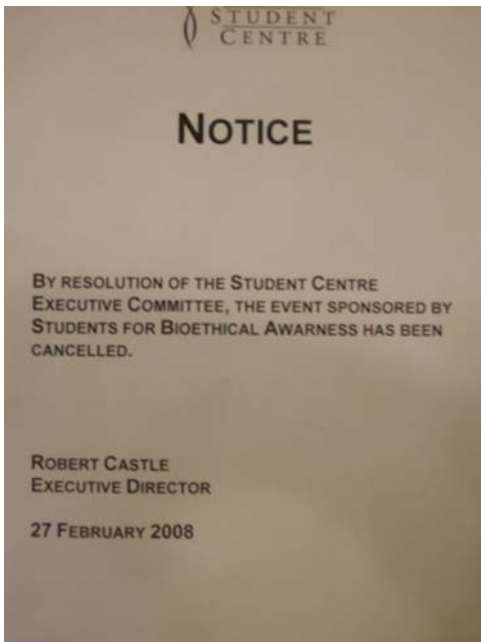 STUDENT
CENTRE
NOTICE
BY RESOLUTION OF THE STUDENT CENTRE
EXECUTIVE COMMITTEE, THE EVENT SPONSORED BY
STUDENTS FOR BIOETHICAL AWARNESS HAS BEEN
CANCELLED.
ROBERT CASTLE
EXECUTIVE DIRECTOR
27 FEBRUARY 2008